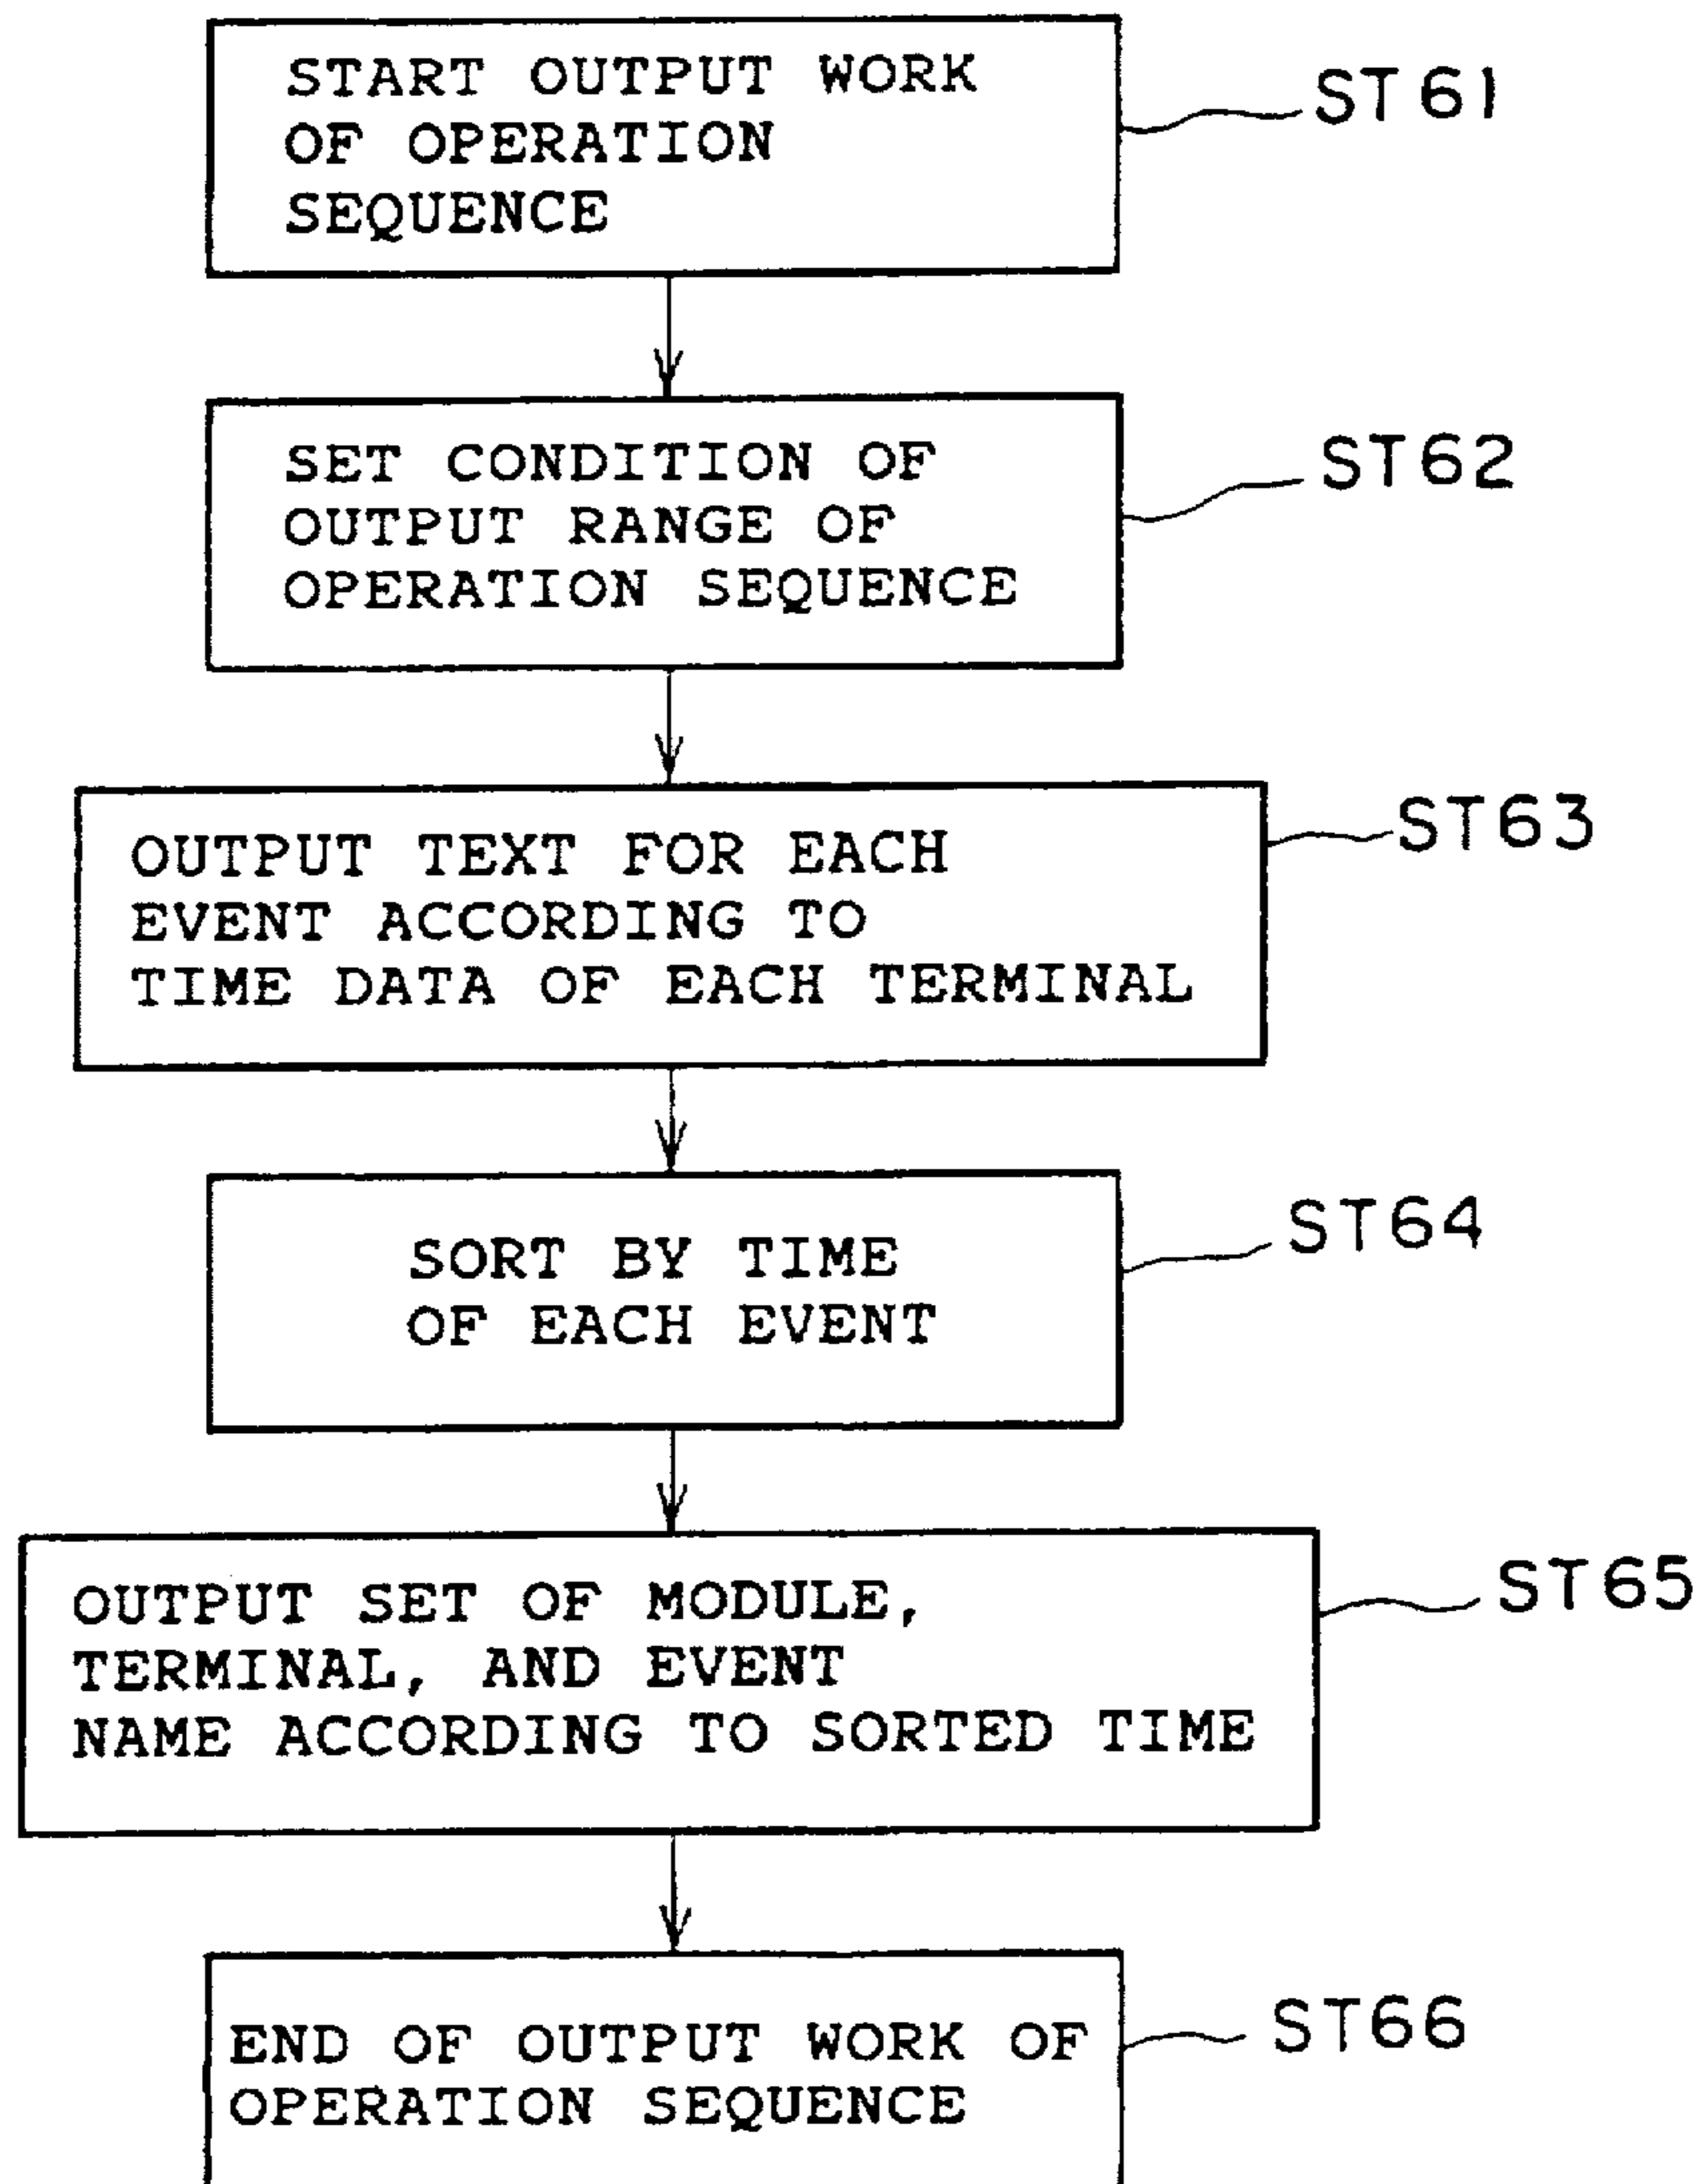 START OUTPUT WORK
OF OPERATION
SEQUENCE
ST61
SET CONDITION OF
OUTPUT RANGE OF
OPERATION SEQUENCE
ST62
OUTPUT TEXT FOR EACH
EVENT ACCORDING TO
TIME DATA OF EACH TERMINAL
ST63
SORT BY TIME
OF EACH EVENT
ST64
OUTPUT SET OF MODULE,
TERMINAL, AND EVENT
NAME ACCORDING TO SORTED TIME
ST65
END OF OUTPUT WORK OF
OPERATION SEQUENCE
ST66